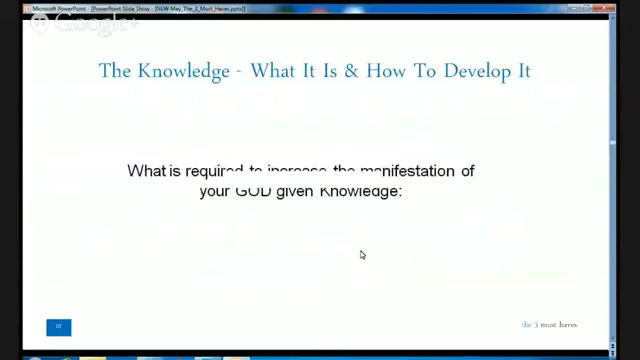 Microsoft PowerPoint - [PowerPoint Slide Show - [NEW May_The_3_Must_Haves.pptx]]
Google+
The Knowledge - What It Is & How To Develop It
What is required to increase the manifestation of
your GOD given Knowledge:
the 3 must haves